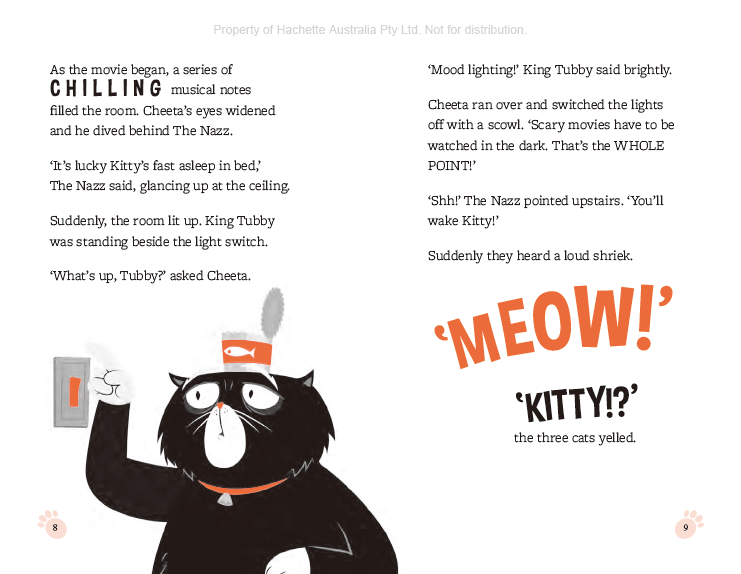 Property of Hachette Australia Pty Ltd. Not for distribution.
As the movie began, a series of
CHILLING musical notes
filled the room. Cheeta’s eyes widened
and he dived behind The Nazz.
‘It’s lucky Kitty’s fast asleep in bed,’
The Nazz said, glancing up at the ceiling.
Suddenly, the room lit up. King Tubby
was standing beside the light switch.
‘What’s up, Tubby?’ asked Cheeta.
8
‘Mood lighting!’ King Tubby said brightly.
Cheeta ran over and switched the lights
off with a scowl. ‘Scary movies have to be
watched in the dark. That’s the WHOLE
POINT!’
‘Shh!’ The Nazz pointed upstairs. ‘You’ll
wake Kitty!’
Suddenly they heard a loud shriek.
‘MEOW!’
‘KITTY!?’
the three cats yelled.
9